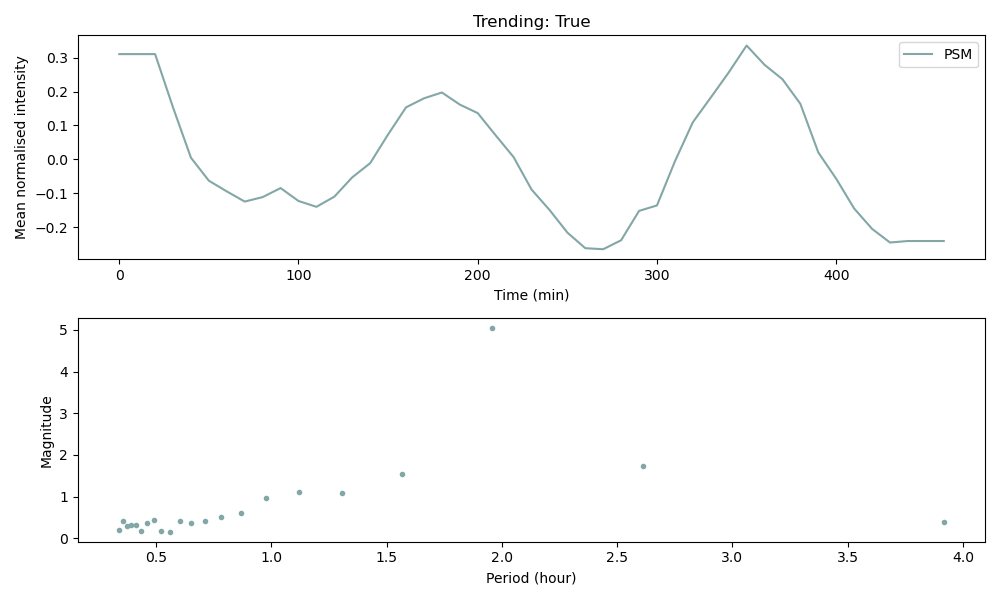 Trending: True
Mean normalised intensity
0.3
0.2
0.1
0.0
−0.1
−0.2
PSM
0 100 200 300 400
Time (min)
Magnitude
5
4
3
2
1
0
0.5 1.0 1.5 2.0 2.5 3.0 3.5 4.0
Period (hour)